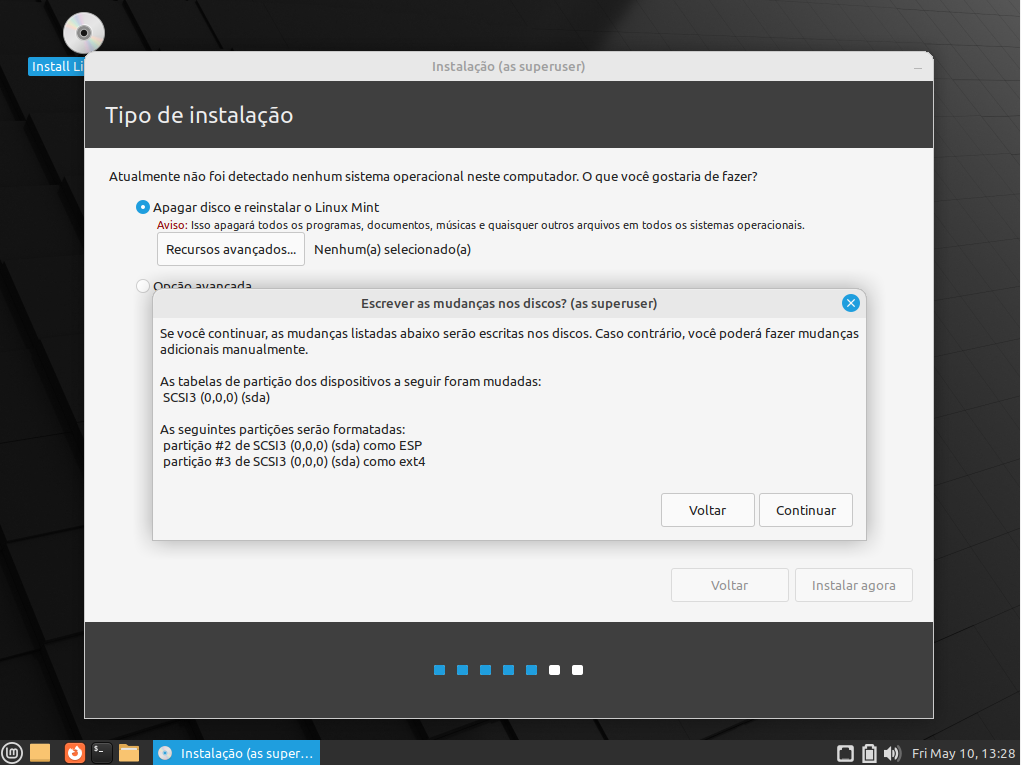 Install Li
Instalação (as superuser)
Tipo de instalação
Atualmente não foi detectado nenhum sistema operacional neste computador. O que você gostaria de fazer?
Apagar disco e reinstalar o Linux Mint
Aviso: Isso apagará todos os programas, documentos, músicas e quaisquer outros arquivos em todos os sistemas operacionais.
Recursos avançados... Nenhum(a) selecionado(a)
Opção avançada
Escrever as mudanças nos discos? (as superuser)
Se você continuar, as mudanças listadas abaixo serão escritas nos discos. Caso contrário, você poderá fazer mudanças
adicionais manualmente.
As tabelas de partição dos dispositivos a seguir foram mudadas:
SCSI3 (0,0,0) (sda)
As seguintes partições serão formatadas:
partição #2 de SCSI3 (0,0,0) (sda) como ESP
partição #3 de SCSI3 (0,0,0) (sda) como ext4
Voltar Continuar
Voltar Instalar agora
Instalação (as super... Fri May 10, 13:28